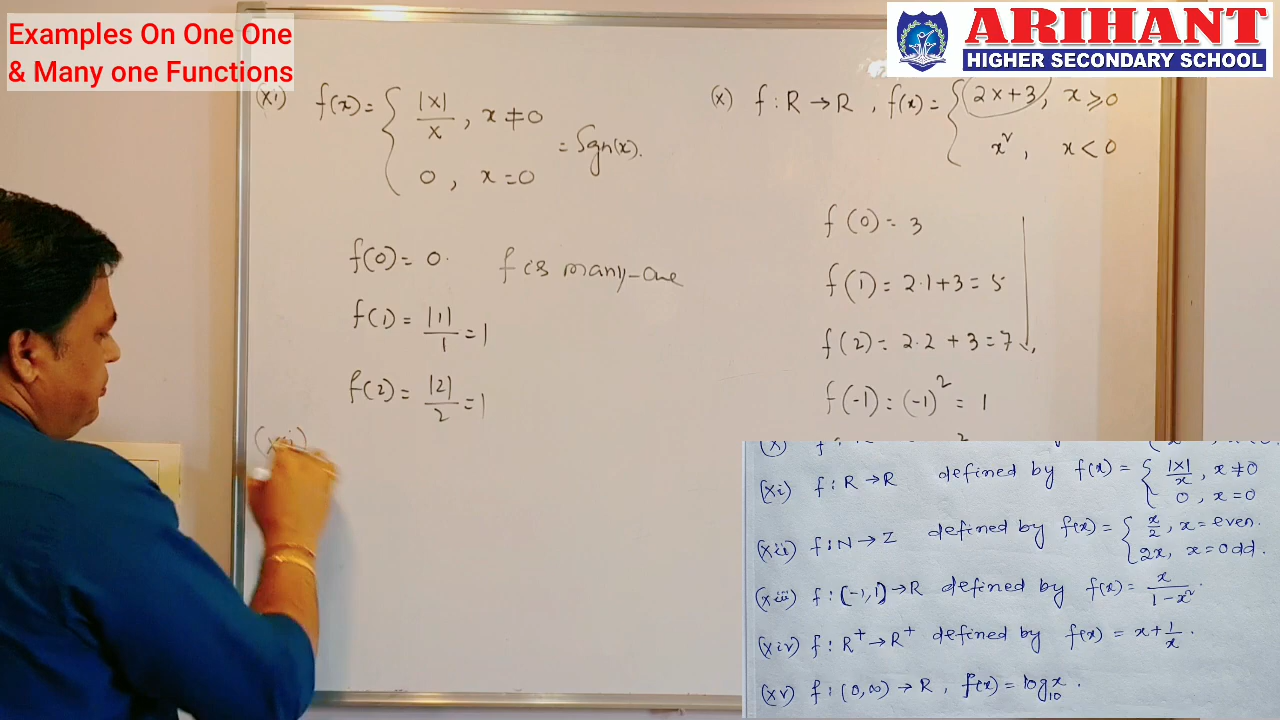 Examples On One One
& Many one Functions
ARIHANT
HIGHER SECONDARY SCHOOL
(xi) f(x) = { |x|/x , x ≠ 0
0 , x = 0
= Sgn(x).
f(0) = 0.
f is many-one
f(1) = |1|/1 = 1
f(2) = |2|/2 = 1
(xii)
(x) f : R → R , f(x) = { 2x+3 , x ⩾ 0
x² , x < 0
f(0) = 3
f(1) = 2·1+3 = 5
f(2) = 2·2 + 3 = 7
f(-1) = (-1)² = 1
(xi) f : R → R defined by f(x) = { |x|/x , x ≠ 0
0 , x = 0
(xii) f : N → Z defined by f(x) = { x/2 , x = even.
2x, x = odd.
(xiii) f : (-1,1) → R defined by f(x) = x/(1-x²).
(xiv) f : R⁺ → R⁺ defined by f(x) = x + 1/x.
(xv) f : (0,∞) → R , f(x) = log₁₀x.